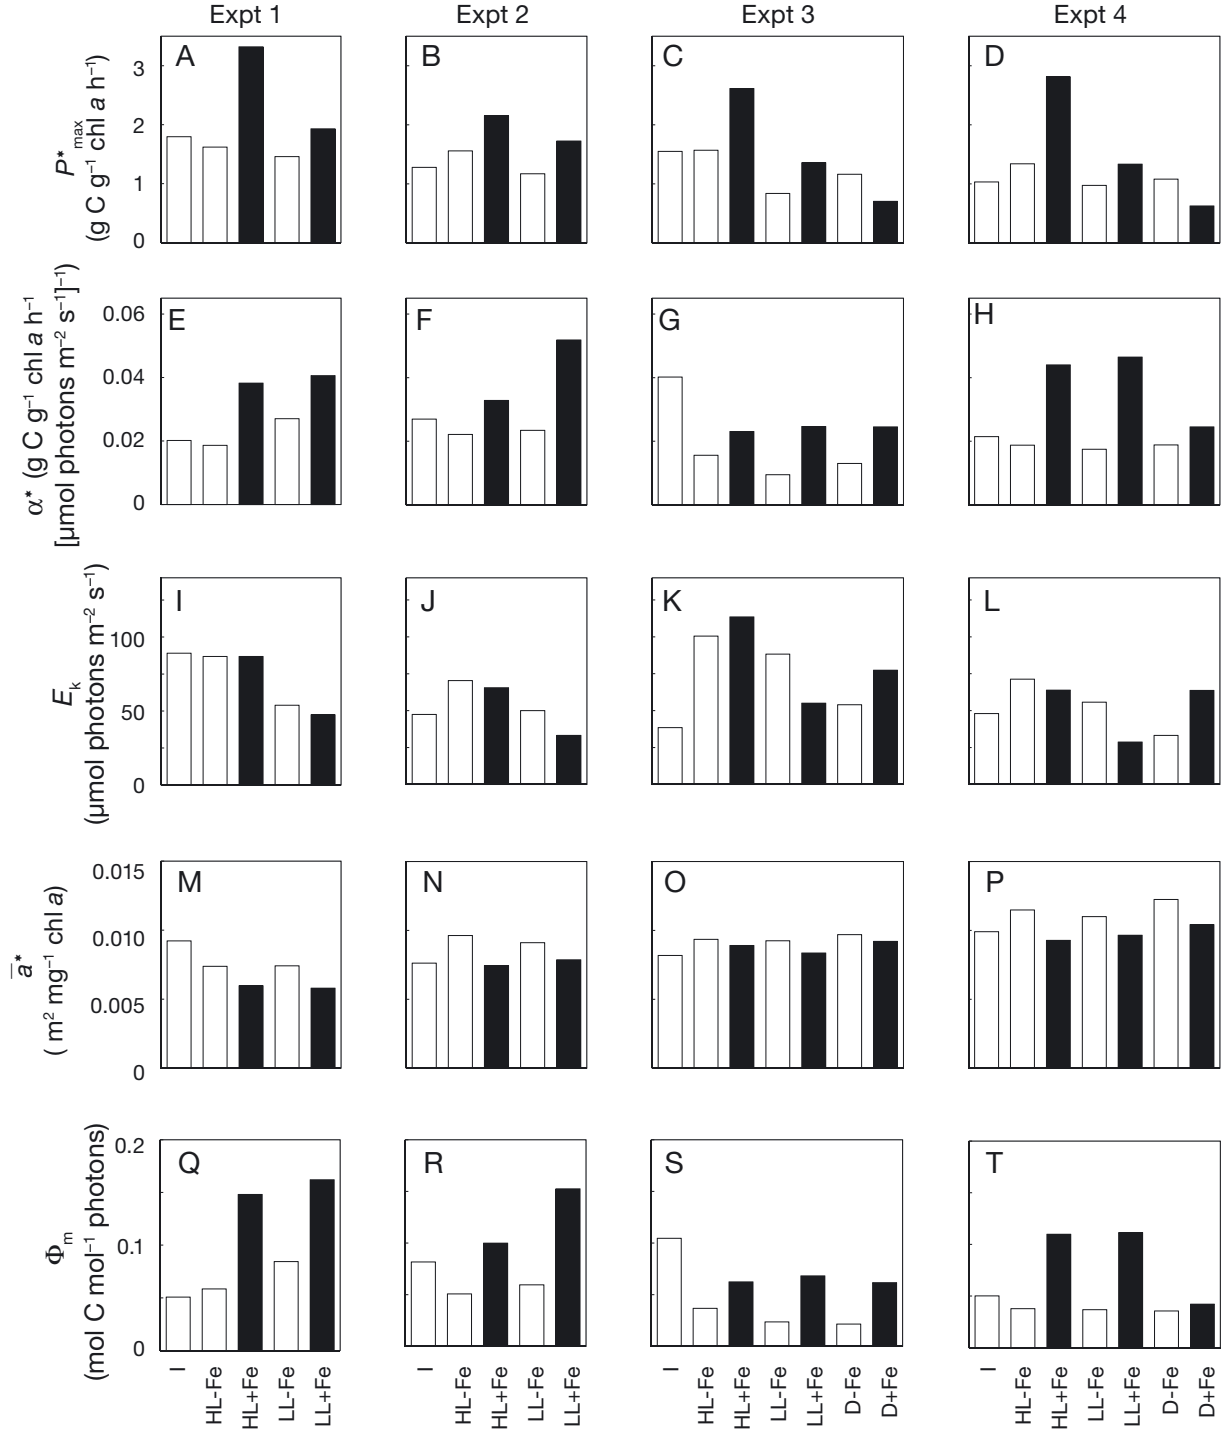 Expt 1 Expt 2 Expt 3 Expt 4
A B C D
P*max
(g C g–1 chl a h–1)
3
2
1
0
E F G H
α* (g C g–1 chl a h–1
[µmol photons m–2 s–1]–1)
0.06
0.04
0.02
0
I J K L
Ek
(µmol photons m–2 s–1)
100
50
0
M N O P
a̅*
( m2 mg–1 chl a)
0.015
0.010
0.005
0
Q R S T
Φm
(mol C mol–1 photons)
0.2
0.1
0
I HL-Fe HL+Fe LL-Fe LL+Fe
I HL-Fe HL+Fe LL-Fe LL+Fe
I HL-Fe HL+Fe LL-Fe LL+Fe D-Fe D+Fe
I HL-Fe HL+Fe LL-Fe LL+Fe D-Fe D+Fe